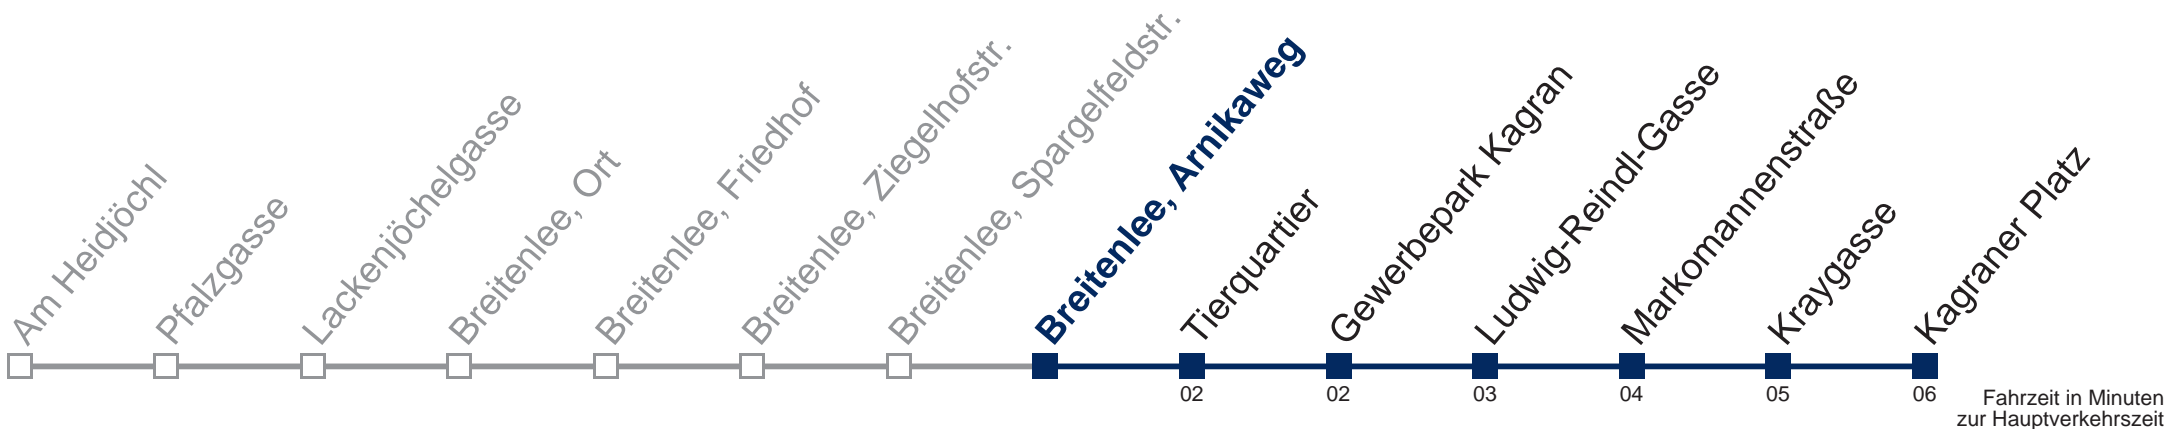 Am Heidjöchl
Pfalzgasse
Lackenjöchelgasse
Breitenlee, Ort
Breitenlee, Friedhof
Breitenlee, Ziegelhofstr.
Breitenlee, Spargelfeldstr.
Breitenlee, Arnikaweg
Tierquartier
Gewerbepark Kagran
Ludwig-Reindl-Gasse
Markomannenstraße
Kraygasse
Kagraner Platz
02
02
03
04
05
06
Fahrzeit in Minuten
zur Hauptverkehrszeit